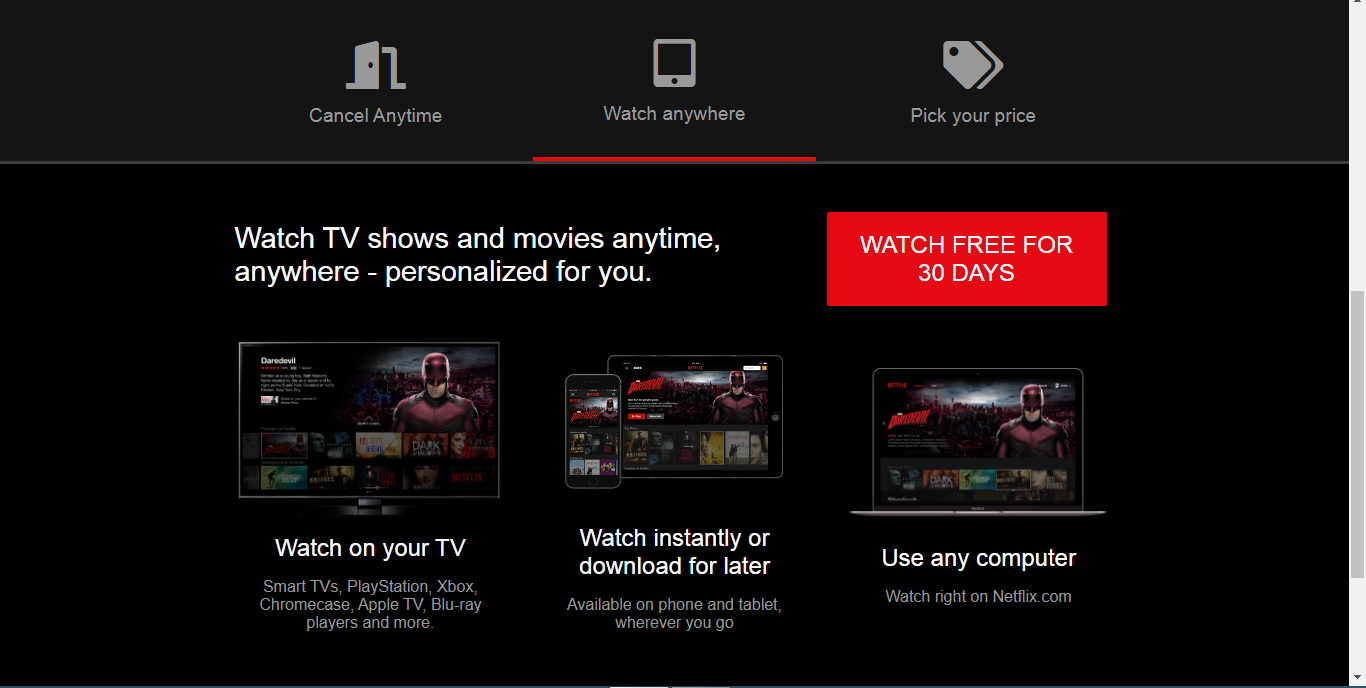 Cancel Anytime
Watch anywhere
Pick your price
Watch TV shows and movies anytime,
anywhere - personalized for you.
WATCH FREE FOR
30 DAYS
Daredevil
NETFLIX
DAREDEVIL
NETFLIX
DAREDEVIL
Watch on your TV
Smart TVs, PlayStation, Xbox,
Chromecase, Apple TV, Blu-ray
players and more.
Watch instantly or
download for later
Available on phone and tablet,
wherever you go
Use any computer
Watch right on Netflix.com